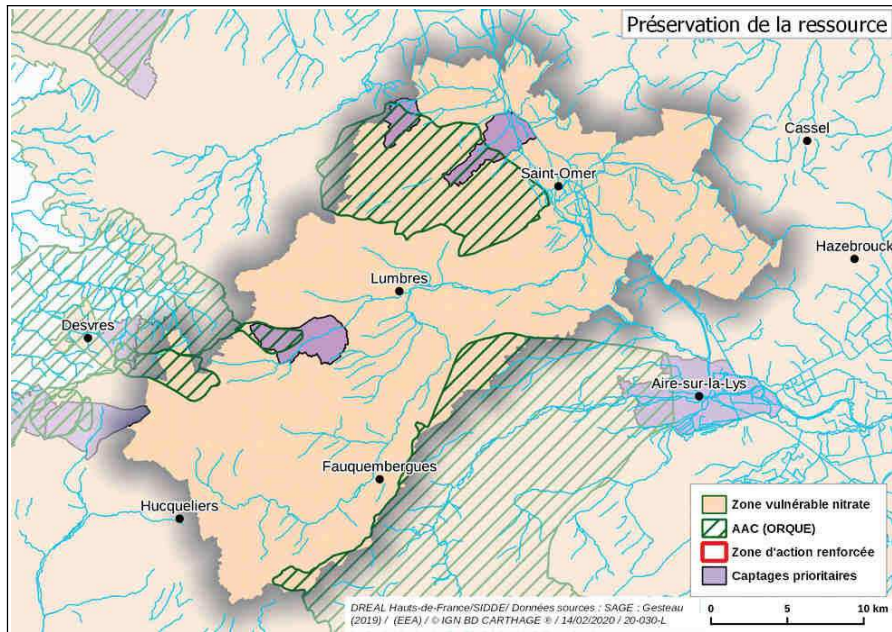 Préservation de la ressource
Cassel
Saint-Omer
Hazebrouck
Lumbres
Desvres
Aire-sur-la-Lys
Fauquembergues
Hucqueliers
Zone vulnérable nitrate
AAC (ORQUE)
Zone d'action renforcée
Captages prioritaires
DREAL Hauts-de-France/SIDDE/ Données sources : SAGE : Gesteau
(2019) / (EEA) / © IGN BD CARTHAGE ® / 14/02/2020 / 20-030-L
0 5 10 km